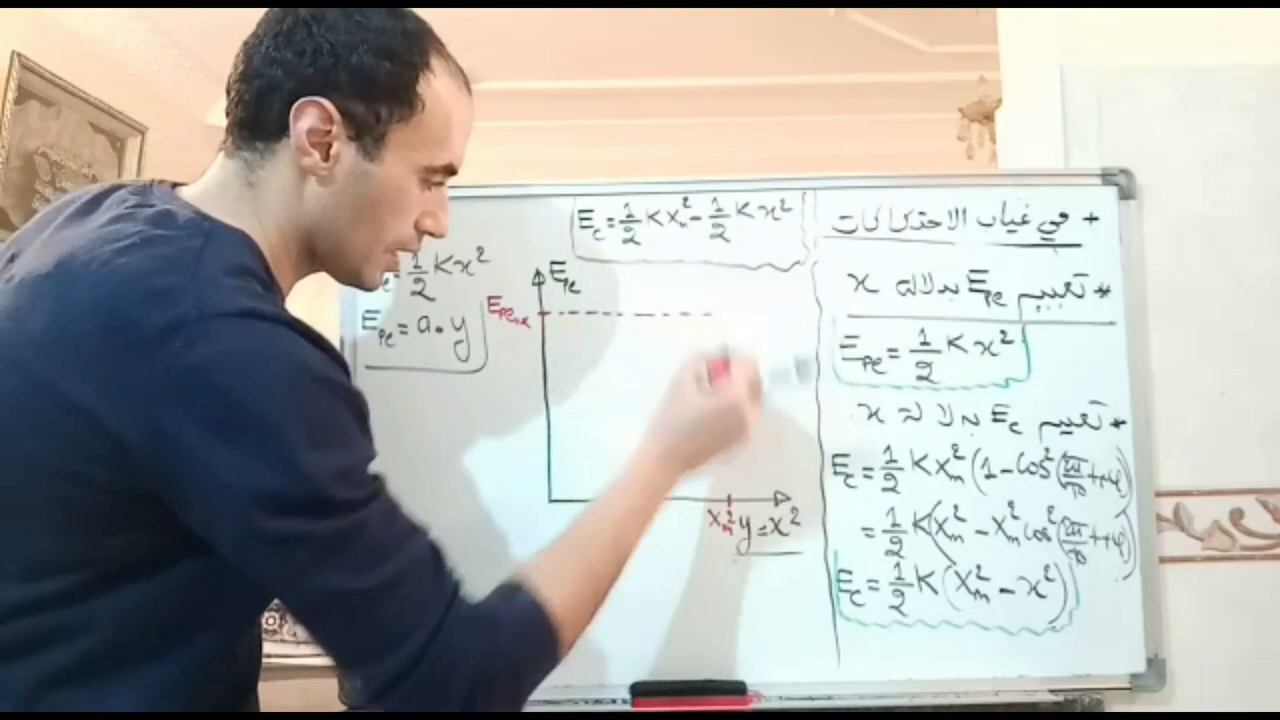 + في غياب الاحتكاكات
* تعبير Epe بدلالة x
Epe = 1/2 K x²
* تعبير Ec بدلالة x.
Ec = 1/2 K Xm² (1 - cos²(2π/T0 t + φ))
= 1/2 K(Xm² - Xm² cos²(2π/T0 t + φ))
Ec = 1/2 K (Xm² - x²)
Ec = 1/2 K Xm² - 1/2 K x²
Epe
Epemax
Xm²
y = x²
= 1/2 K x²
Epe = a . y